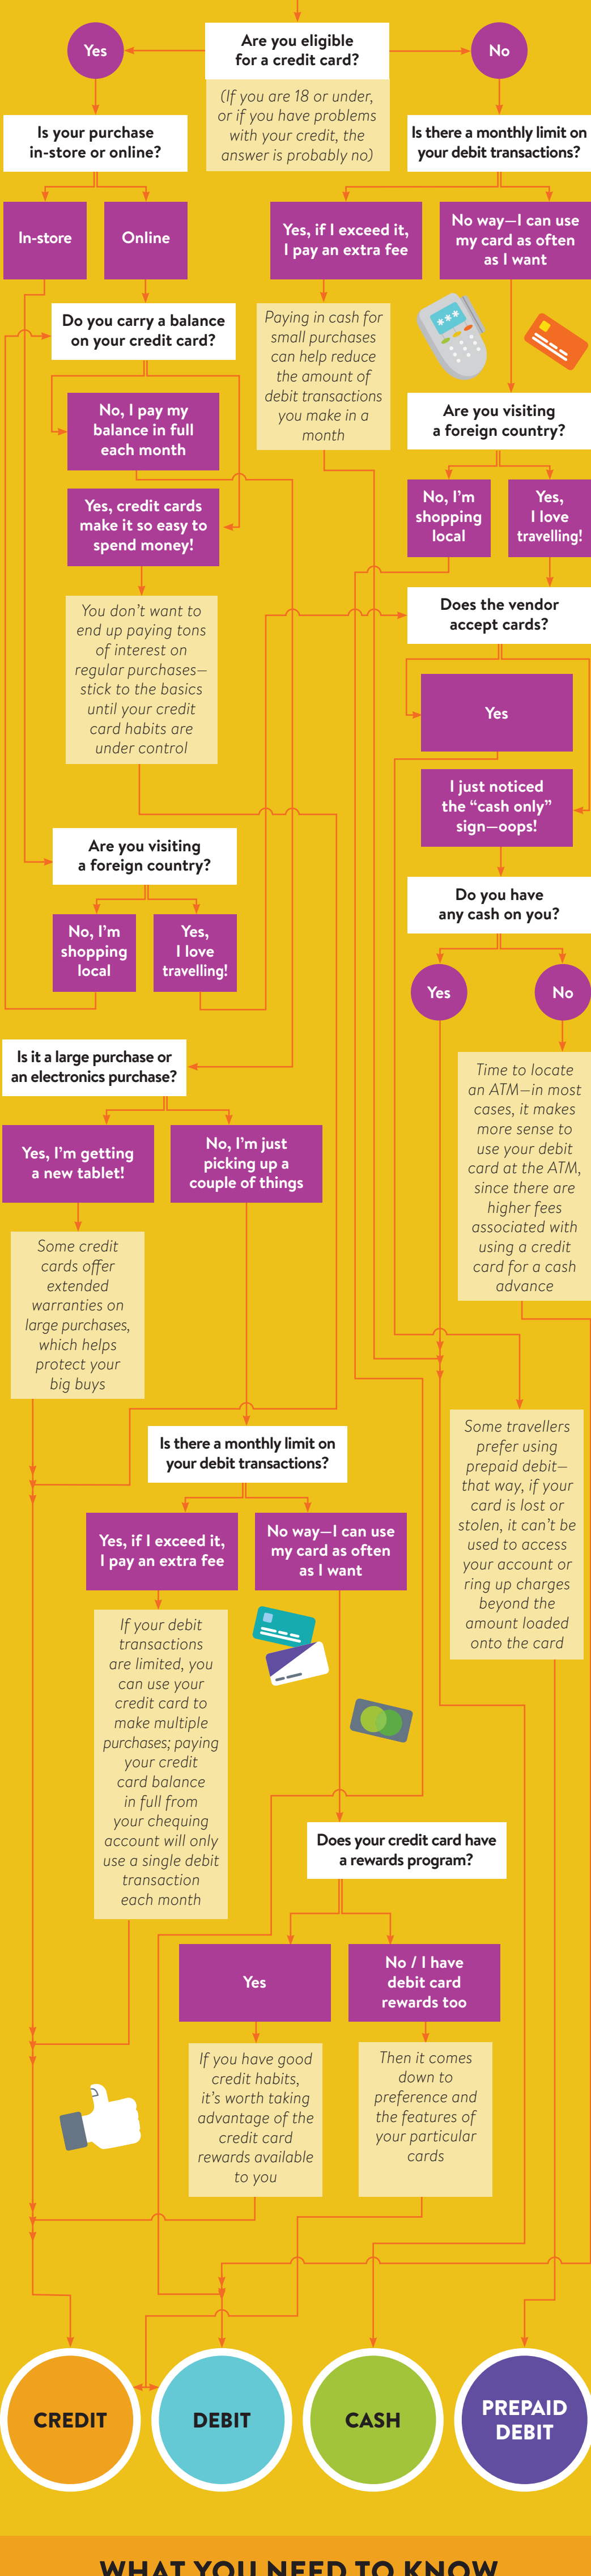 Are you eligible
for a credit card?
Yes
No
(If you are 18 or under,
or if you have problems
with your credit, the
answer is probably no)
Is your purchase
in-store or online?
Is there a monthly limit on
your debit transactions?
In-store
Online
Yes, if I exceed it,
I pay an extra fee
No way—I can use
my card as often
as I want
Do you carry a balance
on your credit card?
Paying in cash for
small purchases
can help reduce
the amount of
debit transactions
you make in a
month
***
No, I pay my
balance in full
each month
Are you visiting
a foreign country?
Yes, credit cards
make it so easy to
spend money!
No, I'm
shopping
local
Yes,
I love
travelling!
You don't want to
end up paying tons
of interest on
regular purchases—
stick to the basics
until your credit
card habits are
under control
Does the vendor
accept cards?
Yes
I just noticed
the “cash only”
sign—oops!
Are you visiting
a foreign country?
Do you have
any cash on you?
No, I'm
shopping
local
Yes,
I love
travelling!
Yes
No
Is it a large purchase or
an electronics purchase?
Time to locate
an ATM—in most
cases, it makes
more sense to
use your debit
card at the ATM,
since there are
higher fees
associated with
using a credit
card for a cash
advance
Yes, I'm getting
a new tablet!
No, I'm just
picking up a
couple of things
Some credit
cards offer
extended
warranties on
large purchases,
which helps
protect your
big buys
Some travellers
prefer using
prepaid debit—
that way, if your
card is lost or
stolen, it can't be
used to access
your account or
ring up charges
beyond the
amount loaded
onto the card
Is there a monthly limit on
your debit transactions?
Yes, if I exceed it,
I pay an extra fee
No way—I can use
my card as often
as I want
If your debit
transactions
are limited, you
can use your
credit card to
make multiple
purchases; paying
your credit
card balance
in full from
your chequing
account will only
use a single debit
transaction
each month
Does your credit card have
a rewards program?
Yes
No / I have
debit card
rewards too
If you have good
credit habits,
it's worth taking
advantage of the
credit card
rewards available
to you
Then it comes
down to
preference and
the features of
your particular
cards
CREDIT
DEBIT
CASH
PREPAID
DEBIT
WHAT YOU NEED TO KNOW